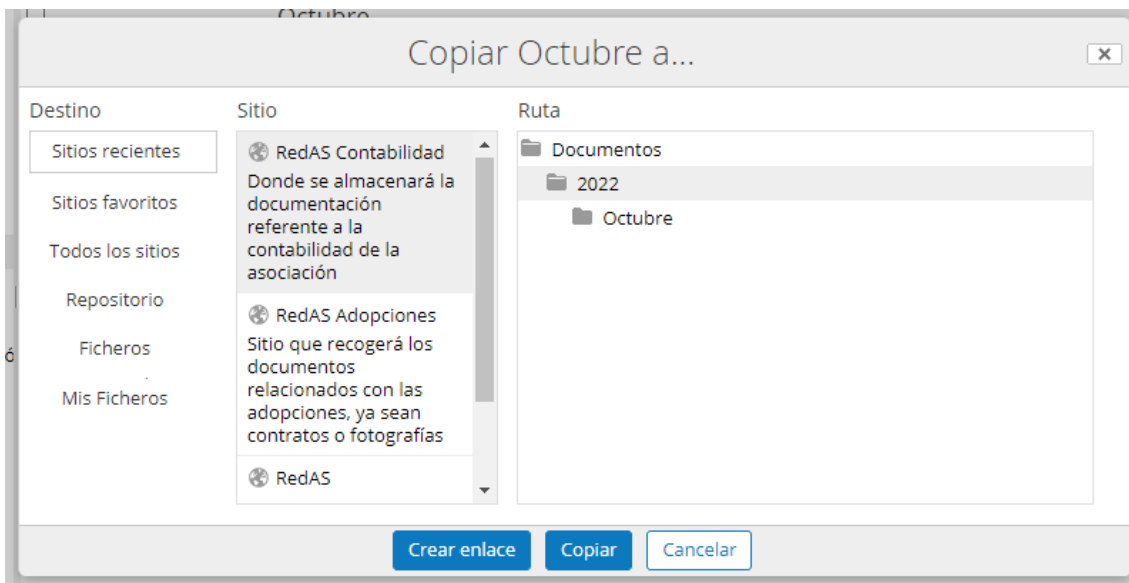 Octubre
Copiar Octubre a...
Destino
Sitios recientes
Sitios favoritos
Todos los sitios
Repositorio
Ficheros
Mis Ficheros
Sitio
RedAS Contabilidad
Donde se almacenará la
documentación
referente a la
contabilidad de la
asociación
RedAS Adopciones
Sitio que recogerá los
documentos
relacionados con las
adopciones, ya sean
contratos o fotografías
RedAS
Ruta
Documentos
2022
Octubre
ó
Crear enlace
Copiar
Cancelar